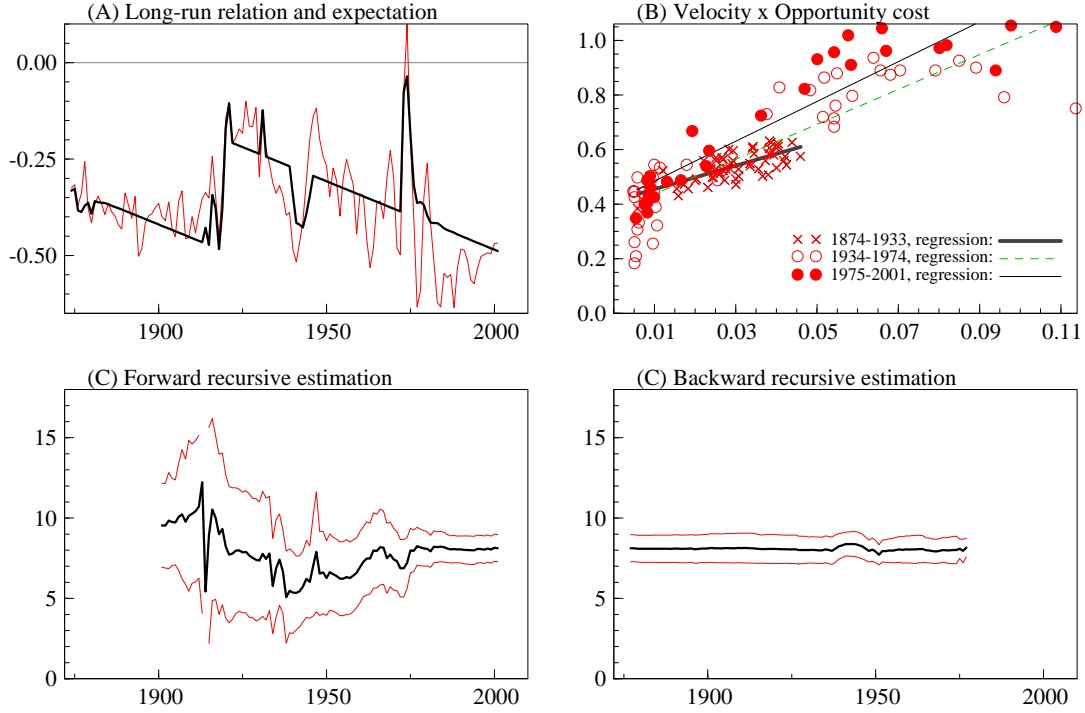 (A) Long-run relation and expectation
0.00
-0.25
-0.50
1900 1950 2000
(B) Velocity x Opportunity cost
1.0
0.8
0.6
0.4
0.2
0.0
1874-1933, regression:
1934-1974, regression:
1975-2001, regression:
0.01 0.03 0.05 0.07 0.09 0.11
(C) Forward recursive estimation
15
10
5
0
1900 1950 2000
(C) Backward recursive estimation
15
10
5
0
1900 1950 2000